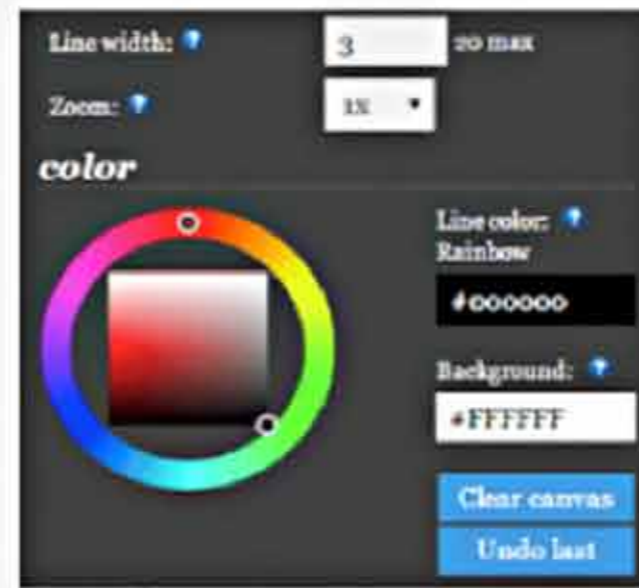 Line width: ?
3 20 max
Zoom: ?
1x
color
Line color: ?
Rainbow
#000000
Background: ?
#FFFFFF
Clear canvas
Undo last